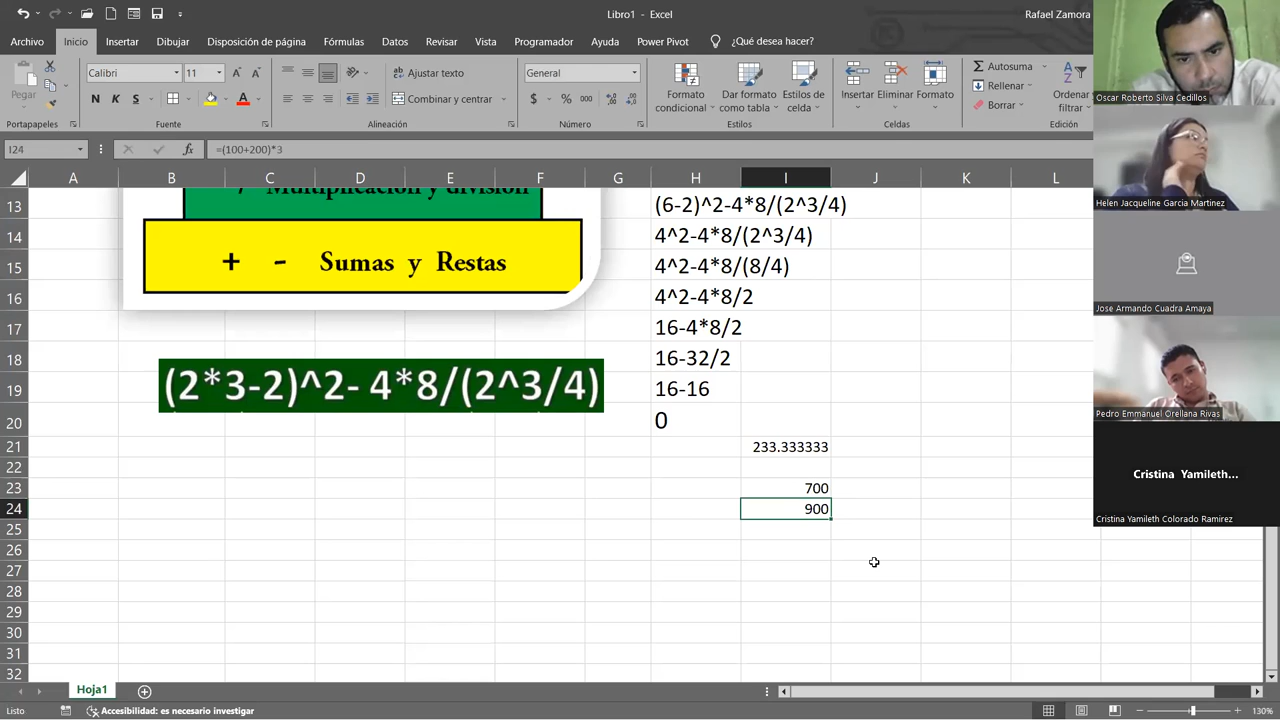 Libro1 - Excel
Rafael Zamora
Archivo Inicio Insertar Dibujar Disposición de página Fórmulas Datos Revisar Vista Programador Ayuda Power Pivot ¿Qué desea hacer?
Pegar
Calibri 11
N K S
Ajustar texto
Combinar y centrar
General
$ % 000
Formato condicional
Dar formato como tabla
Estilos de celda
Insertar Eliminar Formato
Autosuma
Rellenar
Borrar
Ordenar
filtrar
Portapapeles Fuente Alineación Número Estilos Celdas Edición
I24 fx =(100+200)*3
A B C D E F G H I J K L
Multiplicación y división
+ - Sumas y Restas
(2*3-2)^2- 4*8/(2^3/4)
13 (6-2)^2-4*8/(2^3/4)
14 4^2-4*8/(2^3/4)
15 4^2-4*8/(8/4)
16 4^2-4*8/2
17 16-4*8/2
18 16-32/2
19 16-16
20 0
21 233.333333
22
23 700
24 900
25
26
27
28
29
30
31
32
Oscar Roberto Silva Cedillos
Helen Jacqueline Garcia Martinez
Jose Armando Cuadra Amaya
Pedro Emmanuel Orellana Rivas
Cristina Yamileth...
Cristina Yamileth Colorado Ramirez
Hoja1
Listo Accesibilidad: es necesario investigar 130%